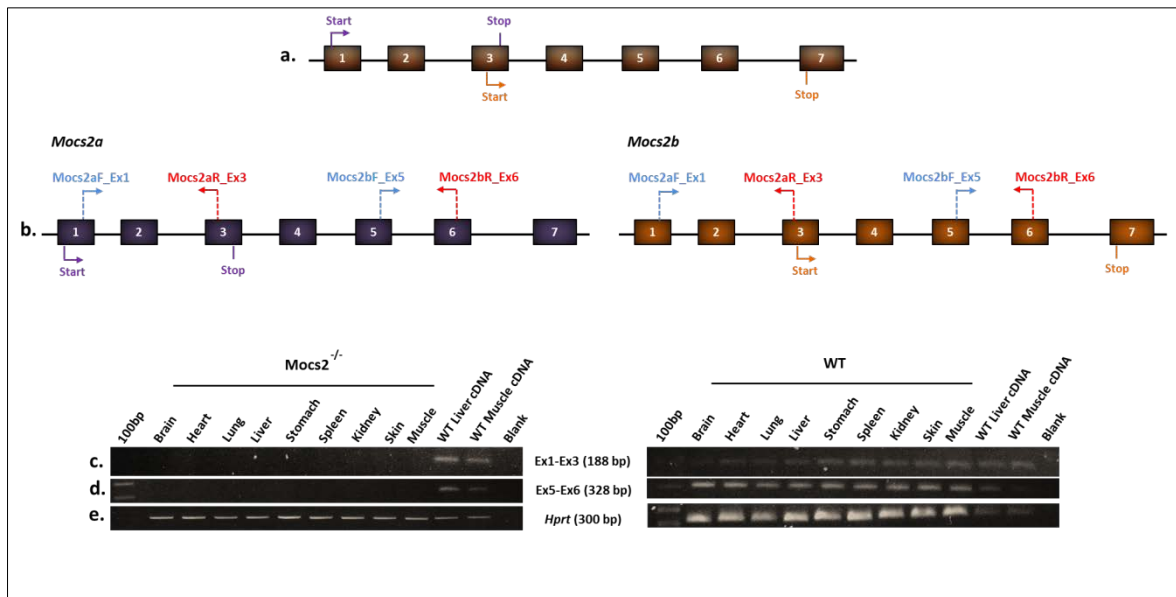 Start
Stop
a.
1 2 3 4 5 6 7
Start
Stop
Mocs2a
Mocs2b
Mocs2aF_Ex1
Mocs2aR_Ex3
Mocs2bF_Ex5
Mocs2bR_Ex6
Mocs2aF_Ex1
Mocs2aR_Ex3
Mocs2bF_Ex5
Mocs2bR_Ex6
b.
1 2 3 4 5 6 7
1 2 3 4 5 6 7
Start
Stop
Start
Stop
Mocs2 -/-
WT
100bp
Brain
Heart
Lung
Liver
Stomach
Spleen
Kidney
Skin
Muscle
WT Liver cDNA
WT Muscle cDNA
Blank
100bp
Brain
Heart
Lung
Liver
Stomach
Spleen
Kidney
Skin
Muscle
WT Liver cDNA
WT Muscle cDNA
Blank
c.
Ex1-Ex3 (188 bp)
d.
Ex5-Ex6 (328 bp)
e.
Hprt (300 bp)